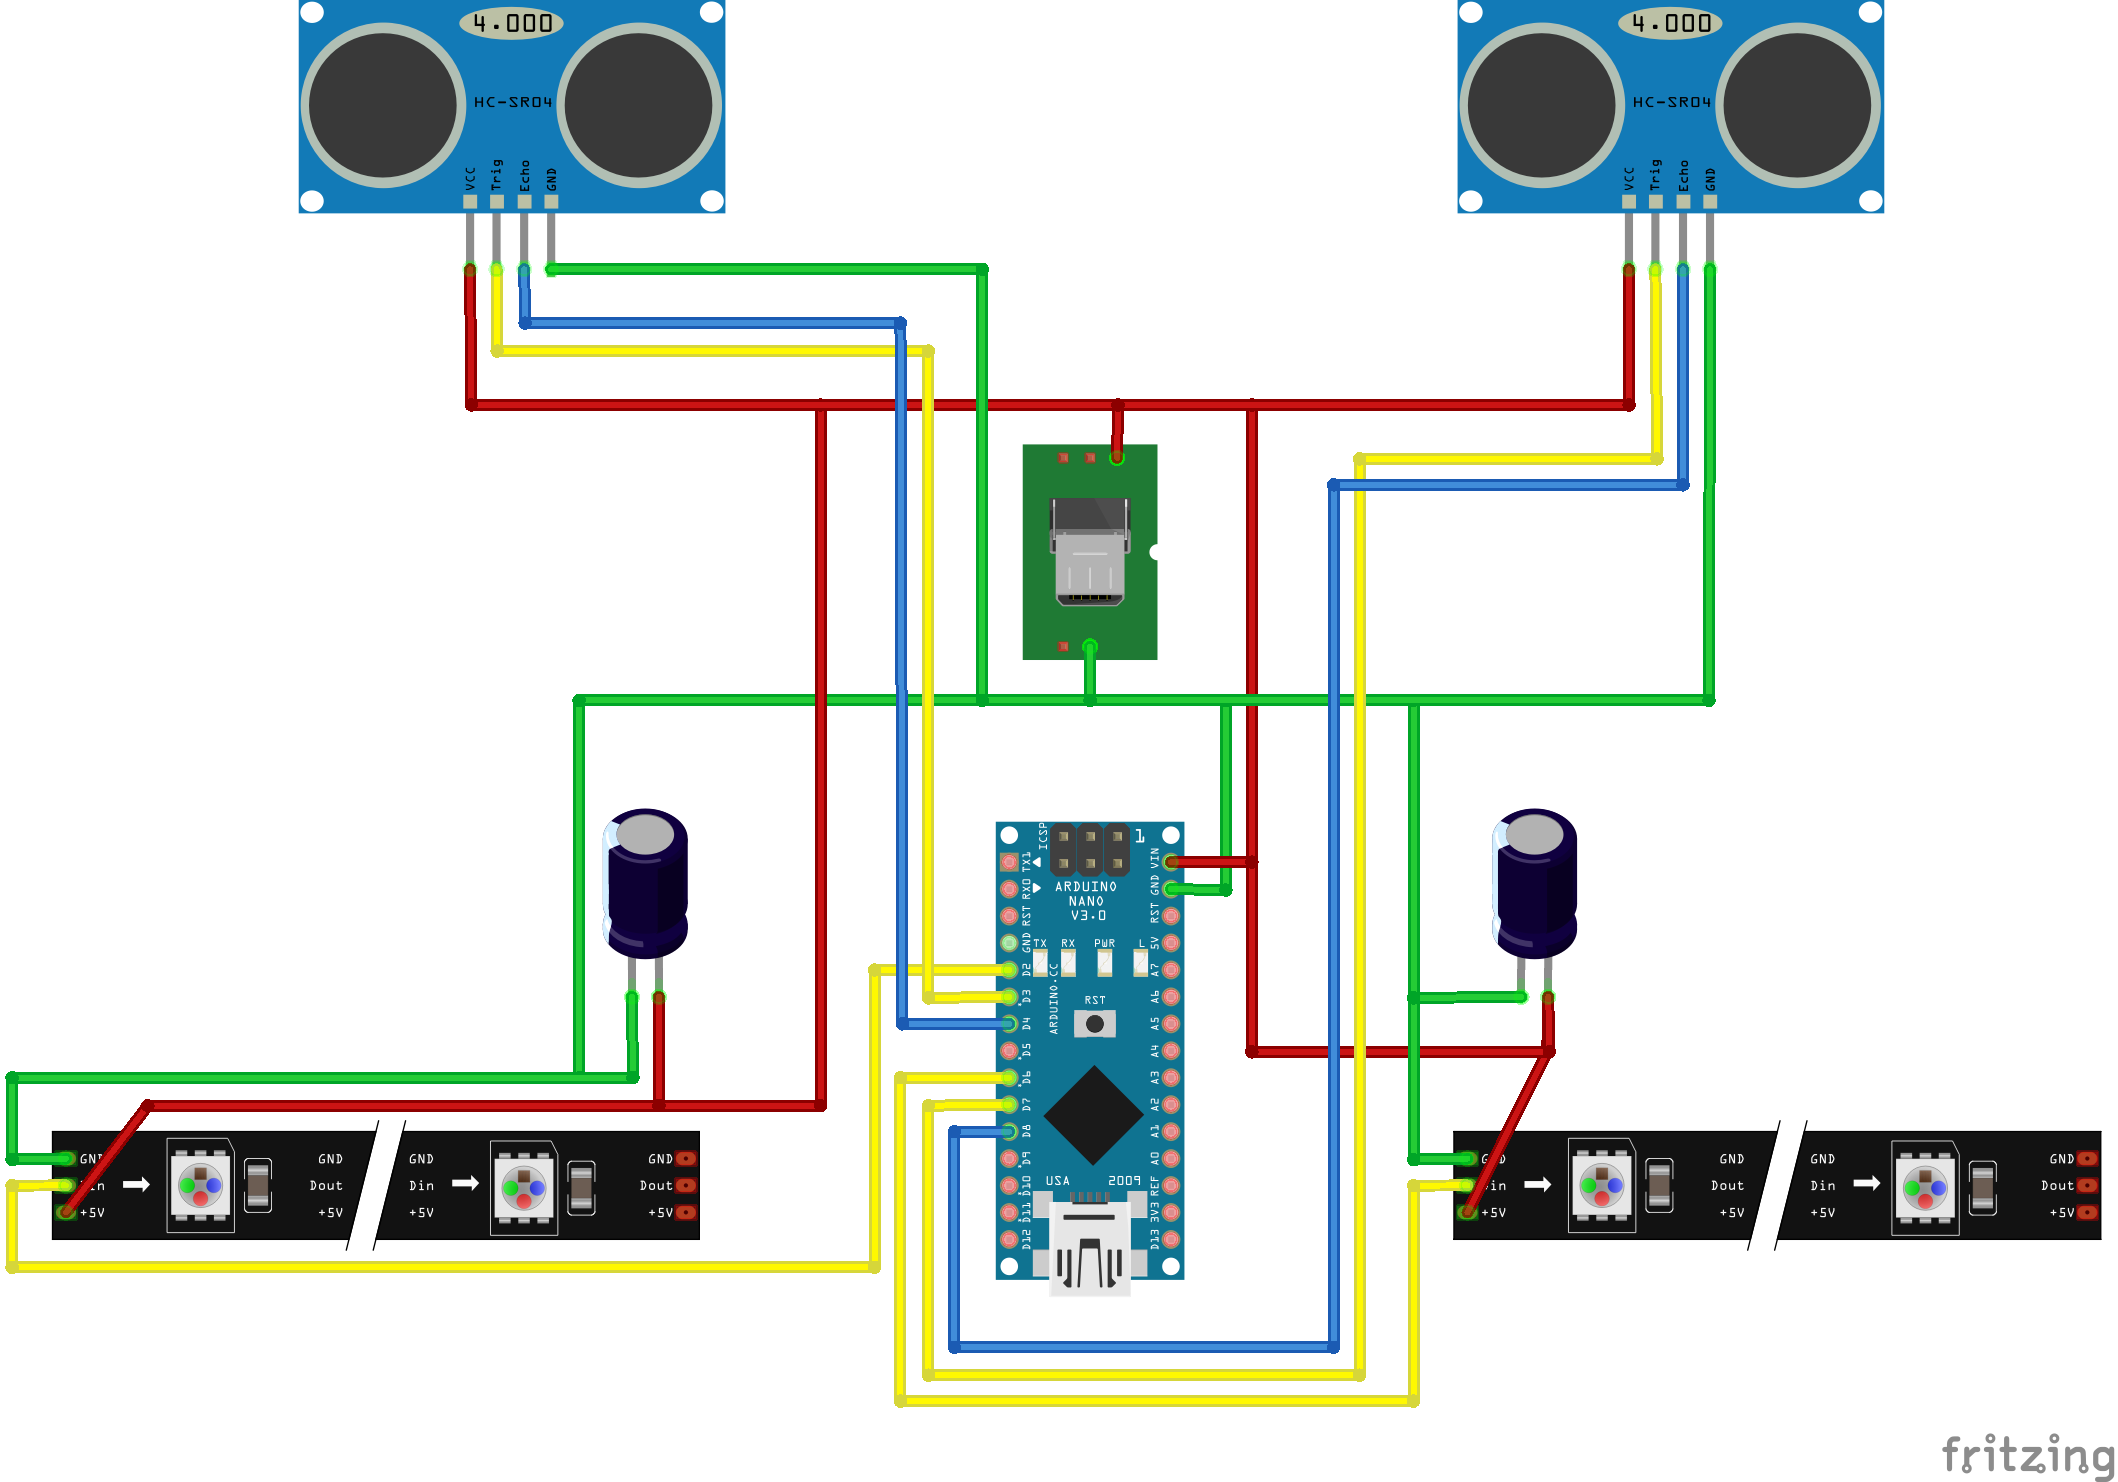 4.000
HC-SR04
VCC
Trig
Echo
GND
4.000
HC-SR04
VCC
Trig
Echo
GND
ICSP
1
ARDUINO
NANO
V3.0
TX
RX
PWR
L
ARDUINO.CC
RST
USA
2009
TX1
RX0
RST
GND
D2
D3
D4
D5
D6
D7
D8
D9
D10
D11
D12
VIN
GND
RST
5V
A7
A6
A5
A4
A3
A2
A1
A0
REF
3V3
D13
GND
+5V
GND
Dout
+5V
GND
Din
+5V
GND
Dout
+5V
+5V
GND
Dout
+5V
GND
Din
+5V
GND
Dout
+5V
fritzing